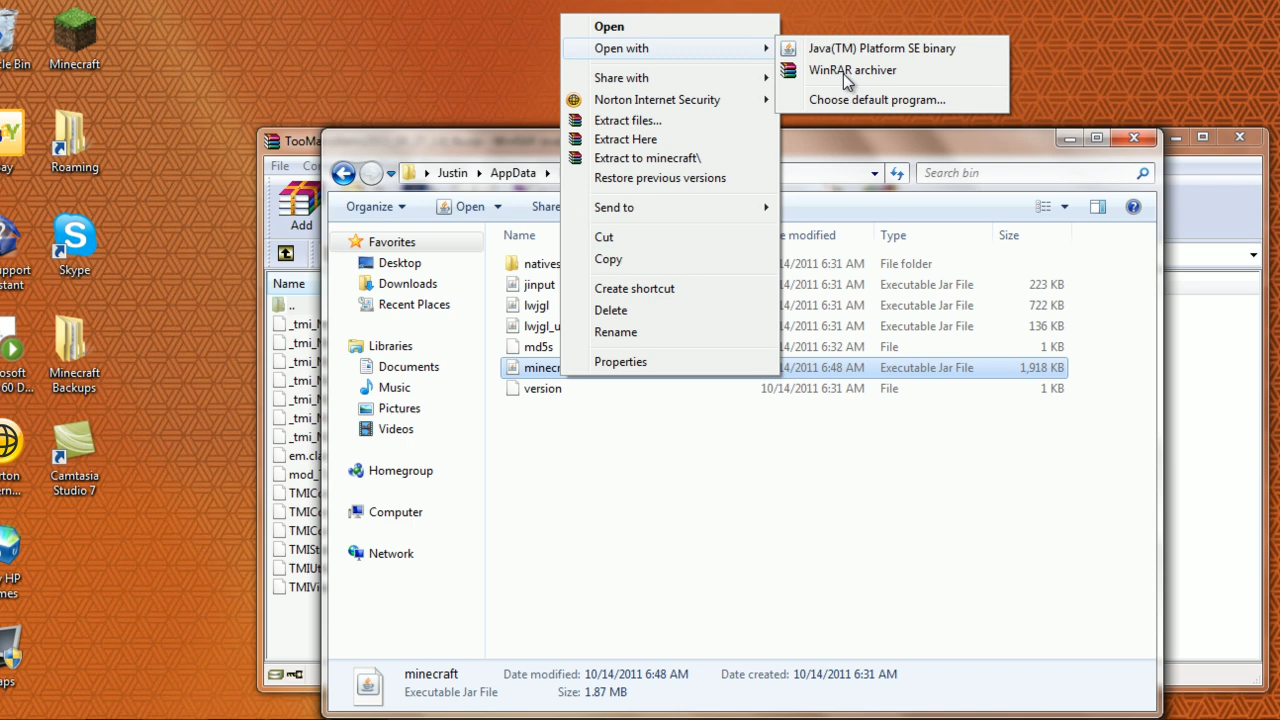 Open
Open with
Share with
Norton Internet Security
Extract files...
Extract Here
Extract to minecraft\
Restore previous versions
Send to
Cut
Copy
Create shortcut
Delete
Rename
Properties
Java(TM) Platform SE binary
WinRAR archiver
Choose default program...
Minecraft
Roaming
Skype
Minecraft
Backups
Camtasia
Studio 7
File
Add
Name
..
em.cla
Justin
AppData
Search bin
Organize
Open
Share
Favorites
Desktop
Downloads
Recent Places
Libraries
Documents
Music
Pictures
Videos
Homegroup
Computer
Network
Name
modified Type Size
natives 10/14/2011 6:31 AM File folder
jinput 10/14/2011 6:31 AM Executable Jar File 223 KB
lwjgl 10/14/2011 6:31 AM Executable Jar File 722 KB
lwjgl_u 10/14/2011 6:31 AM Executable Jar File 136 KB
md5s 10/14/2011 6:32 AM File 1 KB
minecr 10/14/2011 6:48 AM Executable Jar File 1,918 KB
version 10/14/2011 6:31 AM File 1 KB
minecraft Date modified: 10/14/2011 6:48 AM Date created: 10/14/2011 6:31 AM
Executable Jar File Size: 1.87 MB